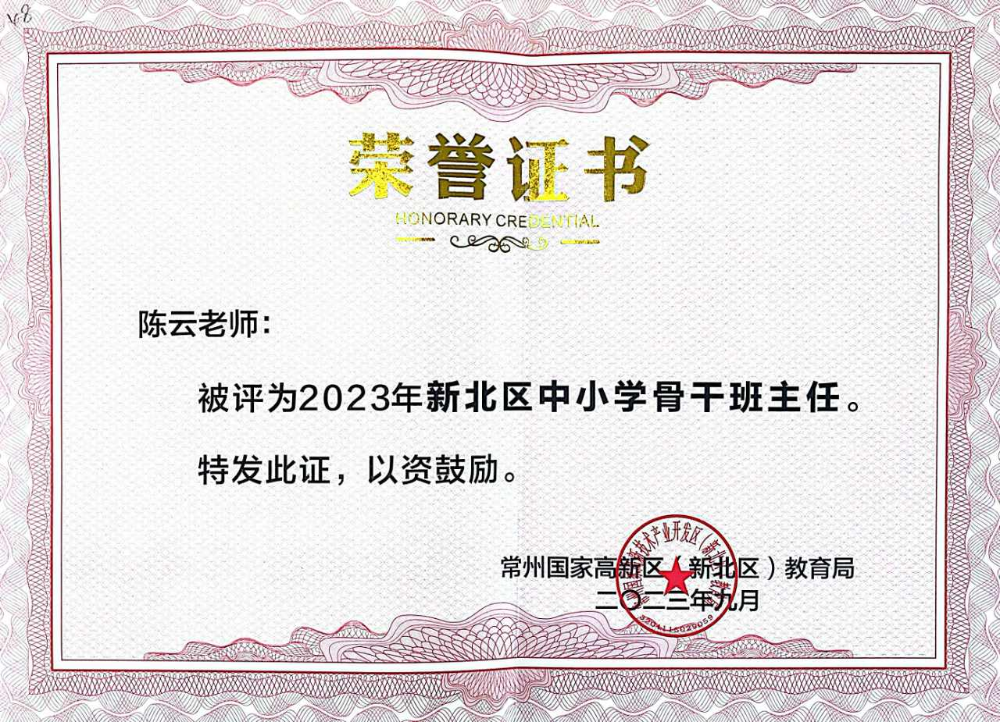 荣誉证书
HONORARY CREDENTIAL
陈云老师：
被评为2023年新北区中小学骨干班主任。
特发此证，以资鼓励。
常州国家高新区（新北区）教育局
二〇二三年九月
3204115029059